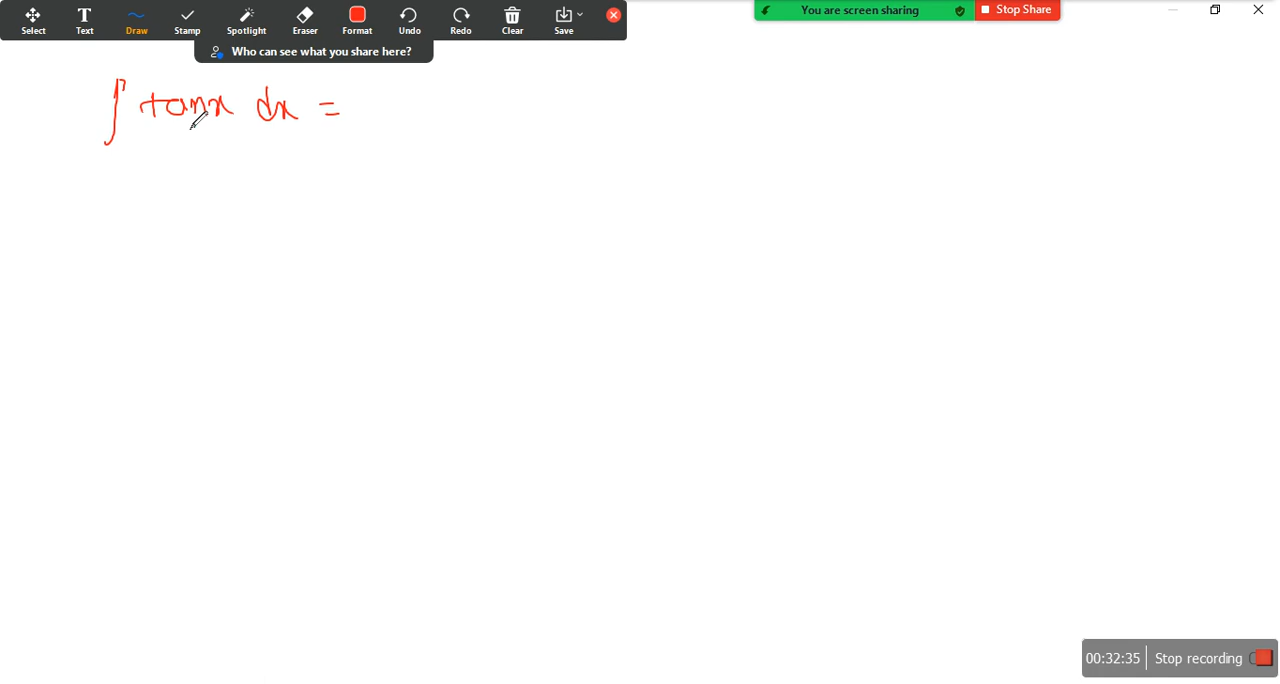 Select Text Draw Stamp Spotlight Eraser Format Undo Redo Clear Save
You are screen sharing Stop Share
Who can see what you share here?
∫ tanx dx =
00:32:35 Stop recording